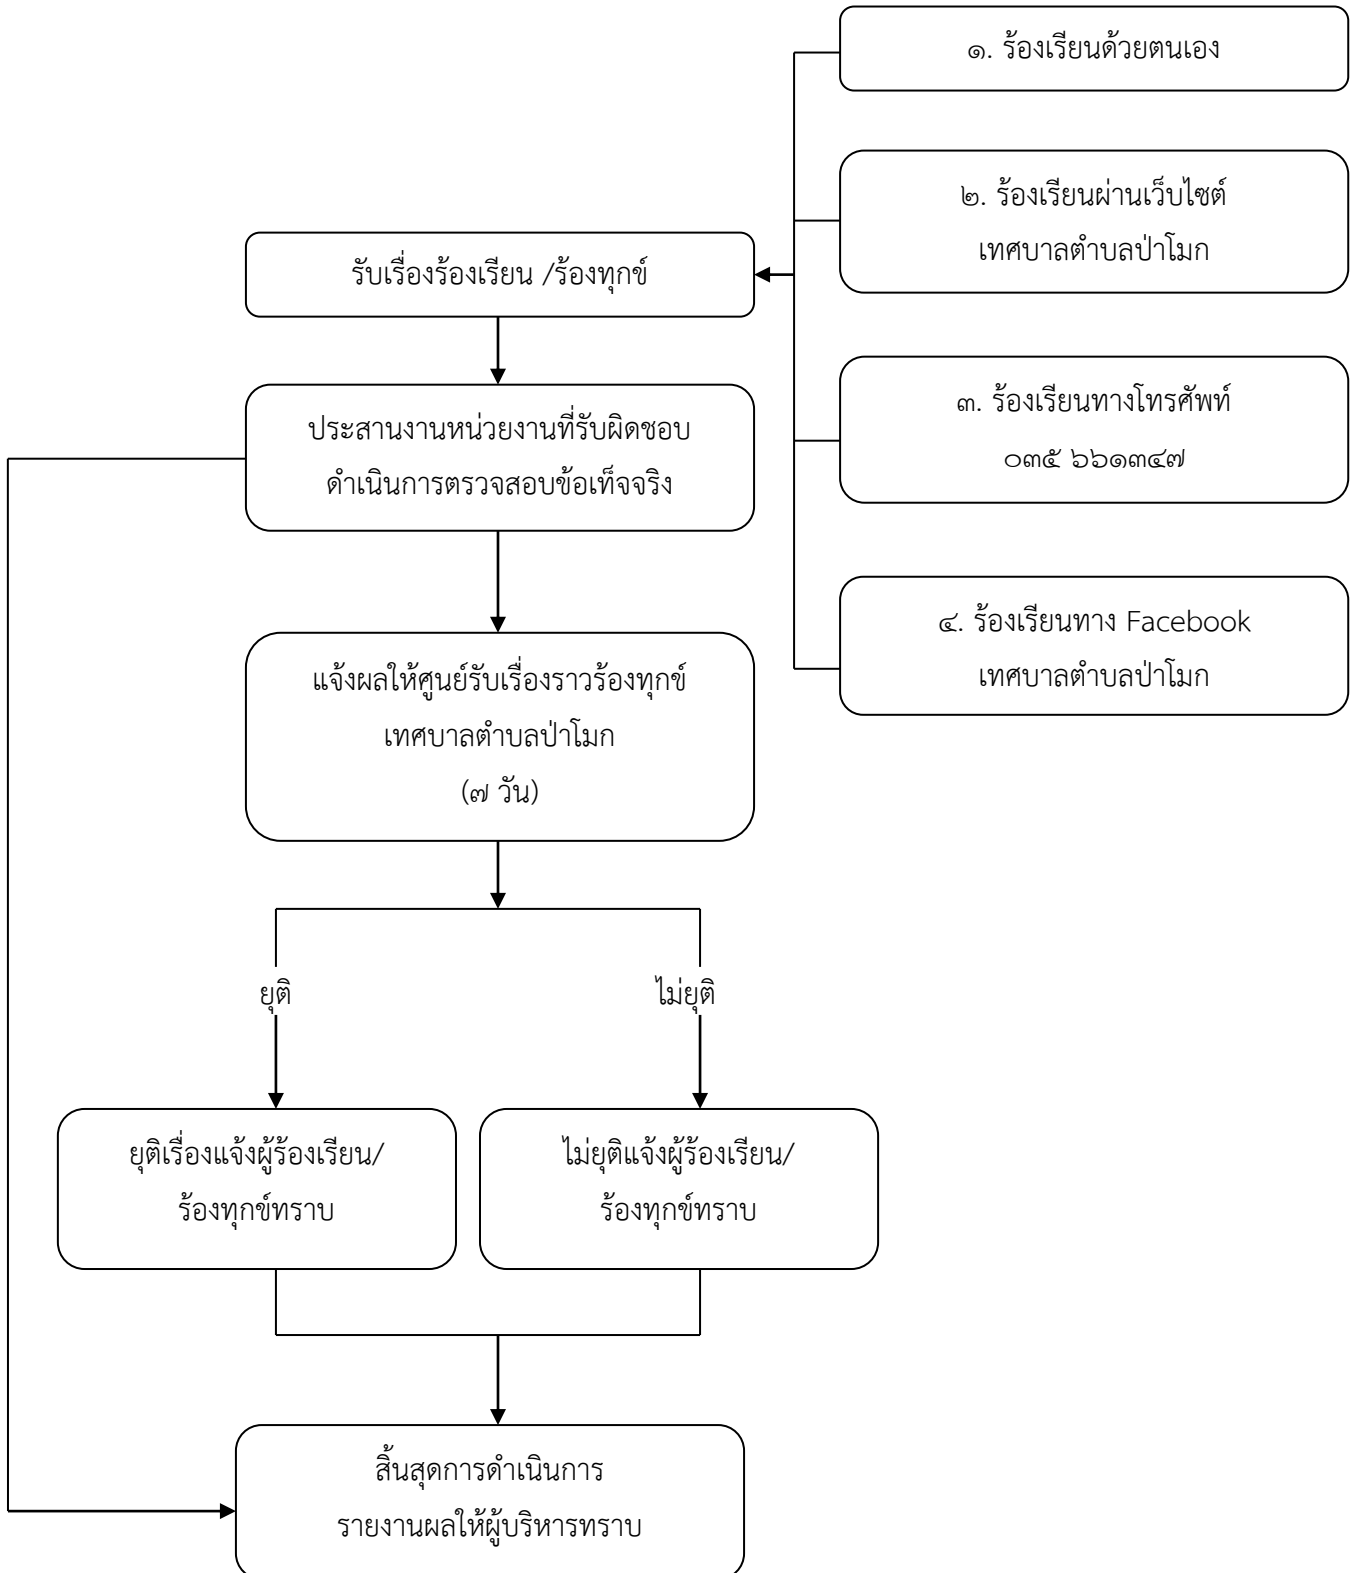 ๑. ร้องเรียนด้วยตนเอง
๒. ร้องเรียนผ่านเว็บไซต์
เทศบาลตำบลป่าโมก
รับเรื่องร้องเรียน /ร้องทุกข์
๓. ร้องเรียนทางโทรศัพท์
๐๓๕ ๖๖๑๓๔๗
ประสานงานหน่วยงานที่รับผิดชอบ
ดำเนินการตรวจสอบข้อเท็จจริง
๔. ร้องเรียนทาง Facebook
เทศบาลตำบลป่าโมก
แจ้งผลให้ศูนย์รับเรื่องราวร้องทุกข์
เทศบาลตำบลป่าโมก
(๗ วัน)
ยุติ
ไม่ยุติ
ยุติเรื่องแจ้งผู้ร้องเรียน/
ร้องทุกข์ทราบ
ไม่ยุติแจ้งผู้ร้องเรียน/
ร้องทุกข์ทราบ
สิ้นสุดการดำเนินการ
รายงานผลให้ผู้บริหารทราบ